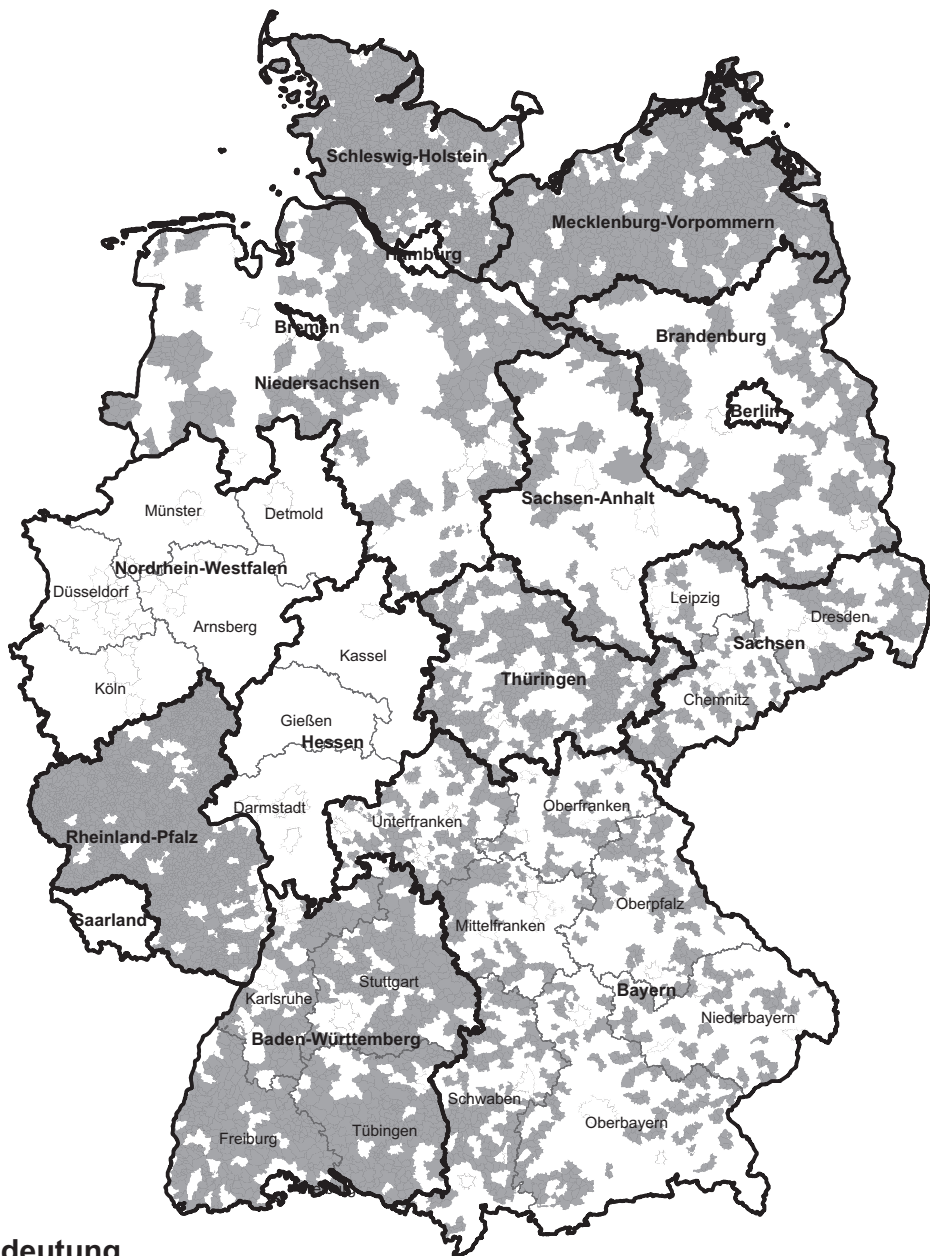 Schleswig-Holstein
Mecklenburg-Vorpommern
Hamburg
Bremen
Brandenburg
Niedersachsen
Berlin
Sachsen-Anhalt
Münster
Detmold
Nordrhein-Westfalen
Düsseldorf
Leipzig
Arnsberg
Dresden
Sachsen
Kassel
Thüringen
Köln
Chemnitz
Gießen
Hessen
Darmstadt
Oberfranken
Unterfranken
Rheinland-Pfalz
Oberpfalz
Saarland
Mittelfranken
Stuttgart
Bayern
Karlsruhe
Niederbayern
Baden-Württemberg
Schwaben
Oberbayern
Tübingen
Freiburg
deutung